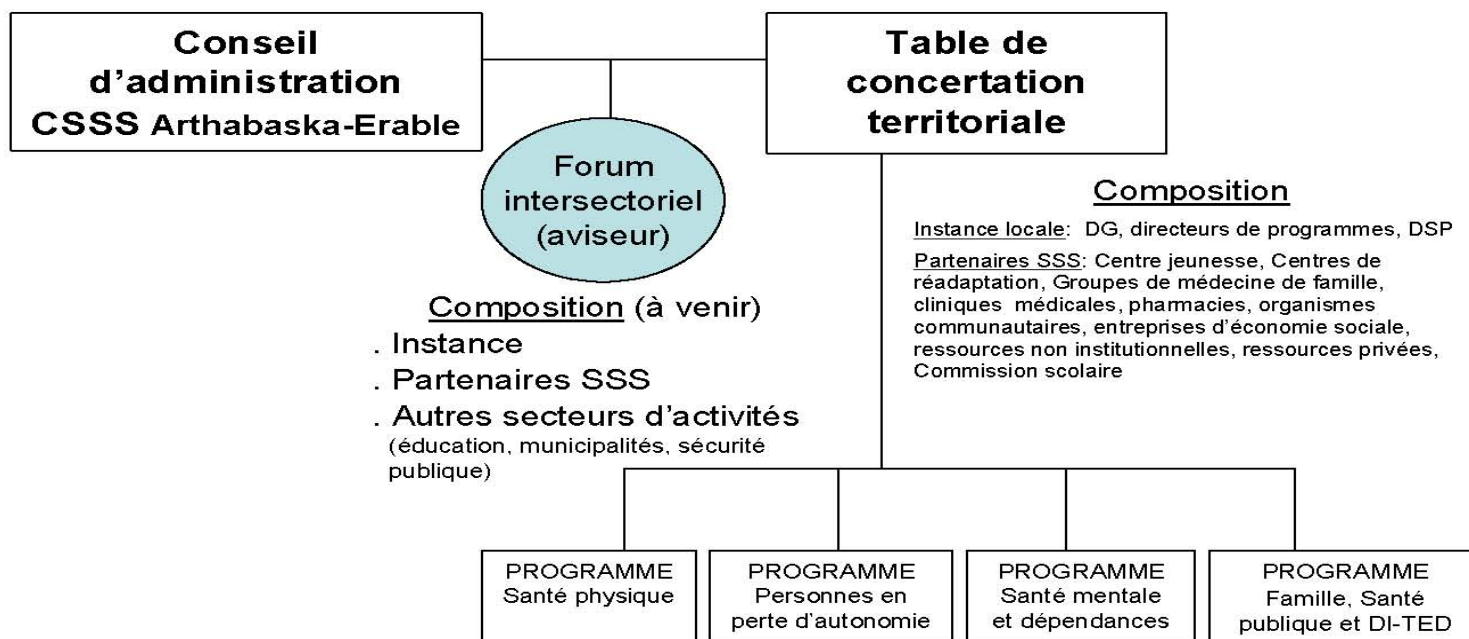 Conseil
d'administration
CSSS Arthabaska-Erable
Table de
concertation
territoriale
Forum
intersectoriel
(aviseur)
Composition (à venir)
. Instance
. Partenaires SSS
. Autres secteurs d'activités
(éducation, municipalités, sécurité
publique)
Composition
Instance locale: DG, directeurs de programmes, DSP
Partenaires SSS: Centre jeunesse, Centres de
réadaptation, Groupes de médecine de famille,
cliniques médicales, pharmacies, organismes
communautaires, entreprises d'économie sociale,
ressources non institutionnelles, ressources privées,
Commission scolaire
PROGRAMME
Santé physique
PROGRAMME
Personnes en
perte d'autonomie
PROGRAMME
Santé mentale
et dépendances
PROGRAMME
Famille, Santé
publique et DI-TED